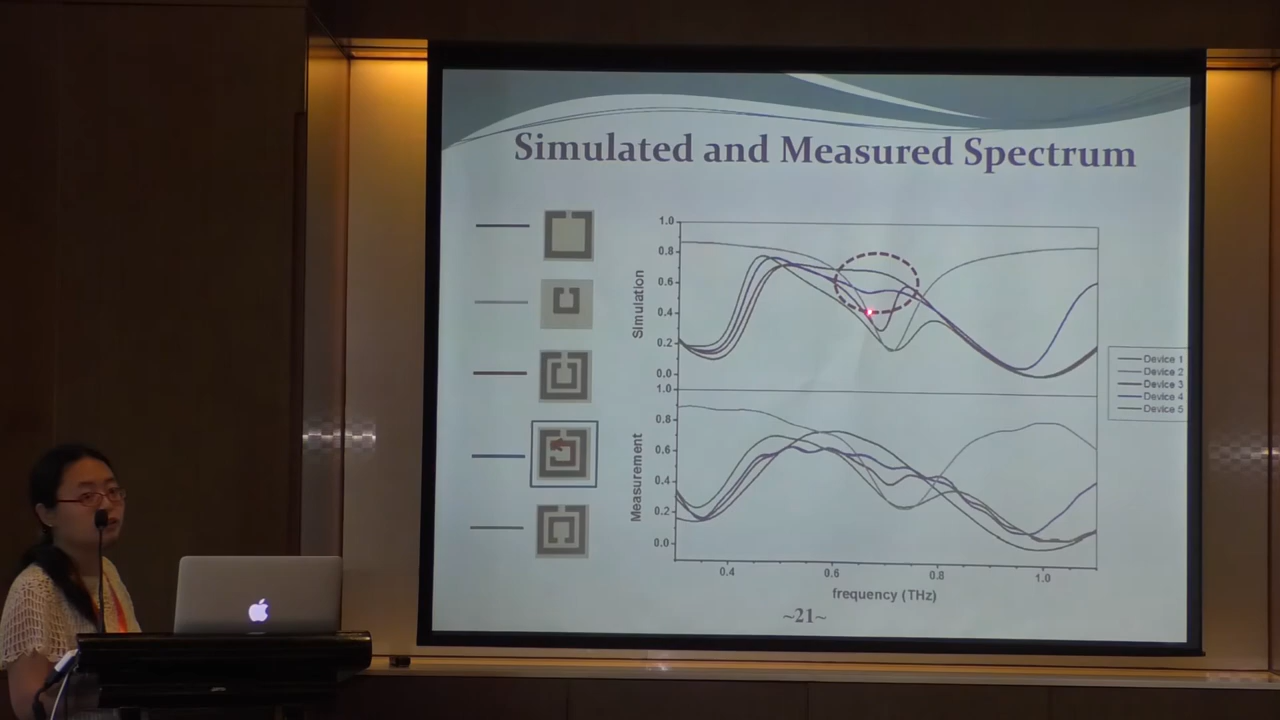 Simulated and Measured Spectrum
1.0
0.8
0.6
0.4
0.2
0.0
Simulation
1.0
0.8
0.6
0.4
0.2
0.0
Measurement
0.4 0.6 0.8 1.0
frequency (THz)
Device 1
Device 2
Device 3
Device 4
Device 5
~21~